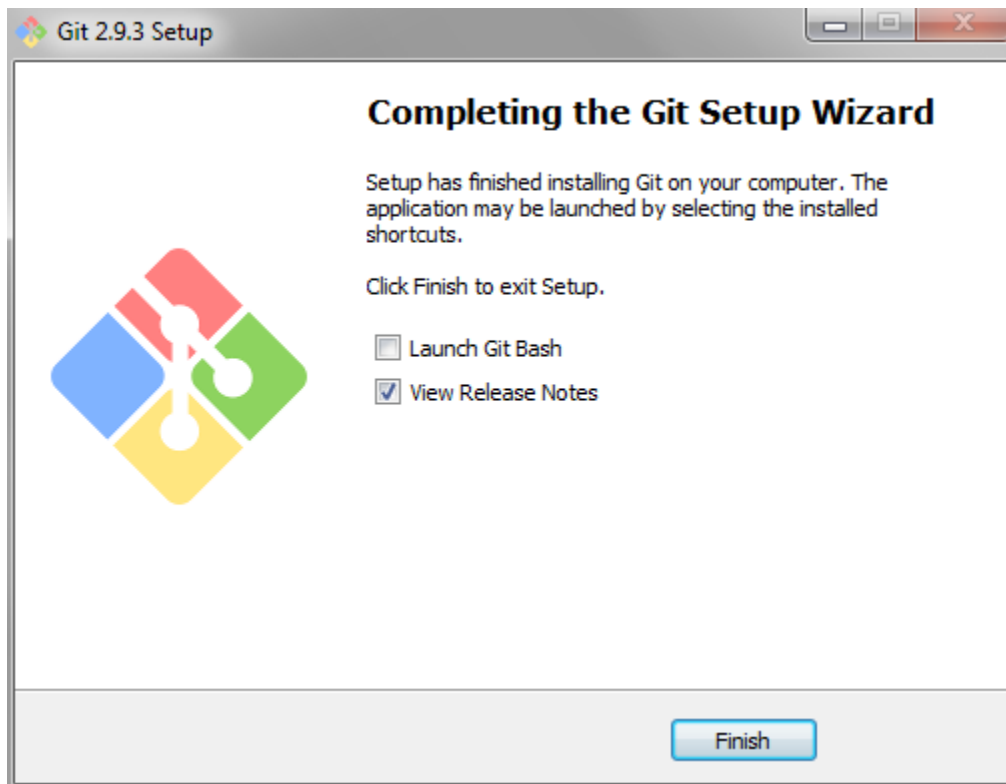 Git 2.9.3 Setup
Completing the Git Setup Wizard
Setup has finished installing Git on your computer. The
application may be launched by selecting the installed
shortcuts.
Click Finish to exit Setup.
Launch Git Bash
View Release Notes
Finish